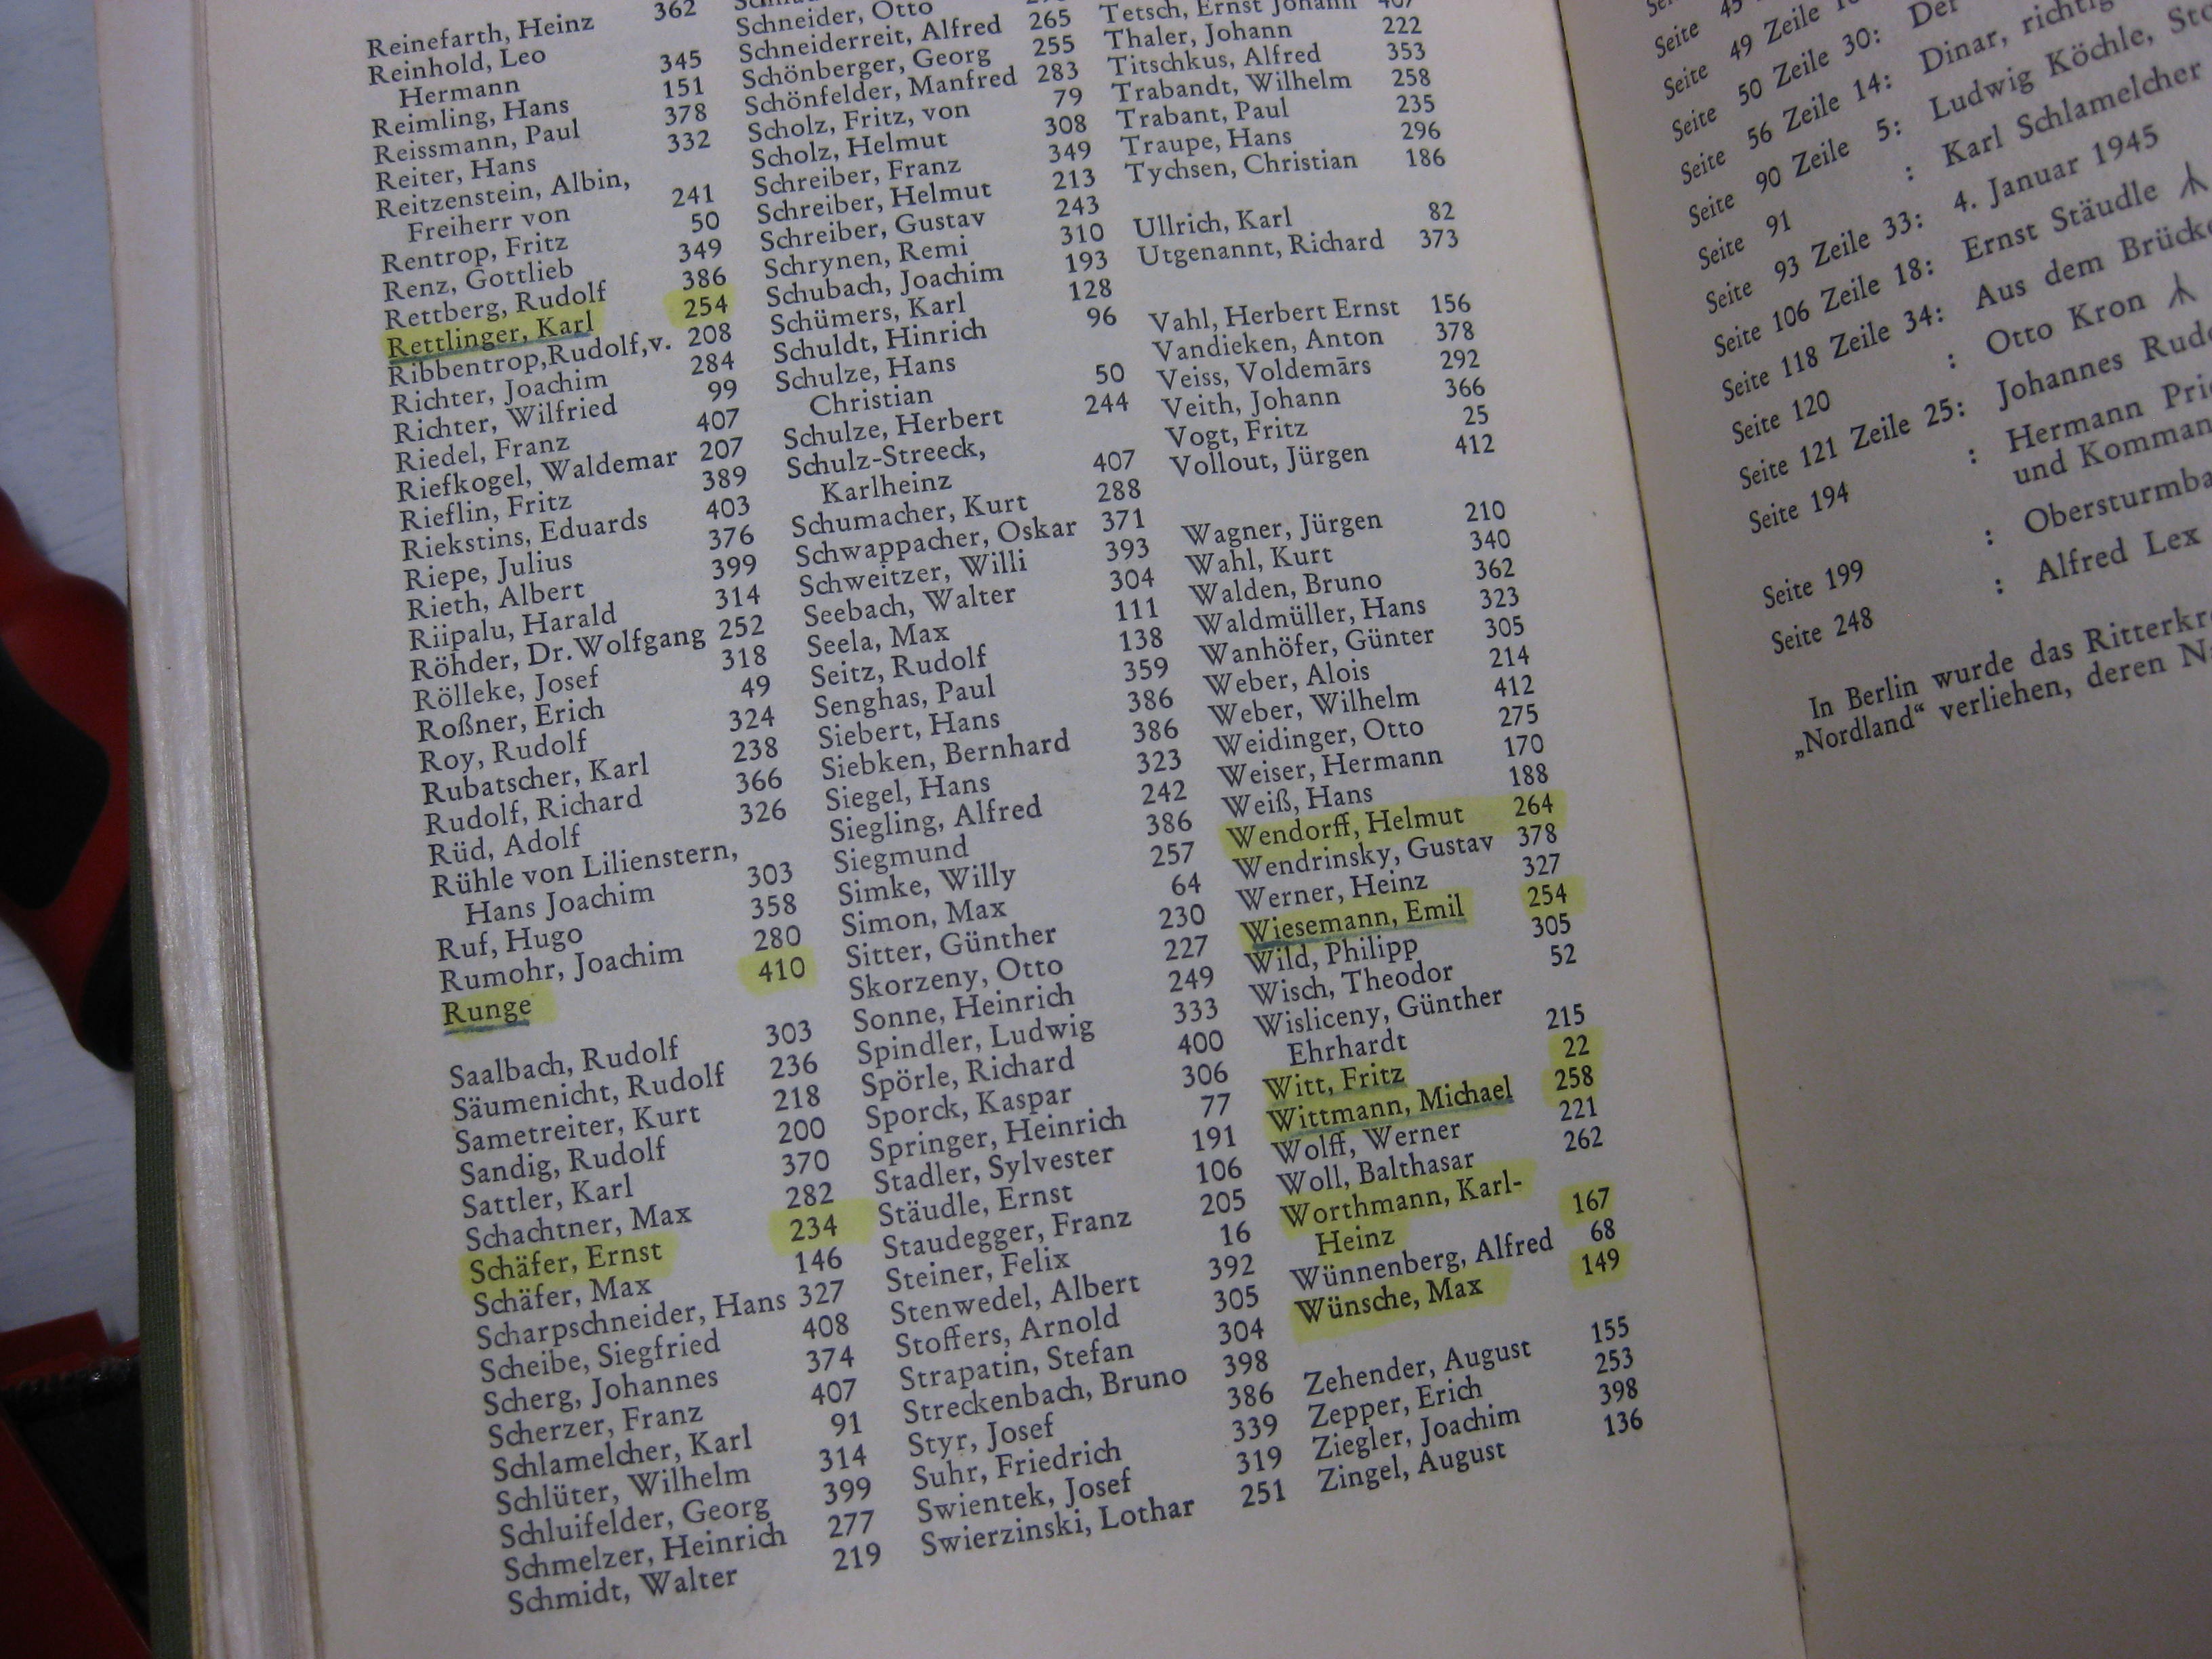 Reinefarth, Heinz 362
Reinhold, Leo
Hermann 345
Reimling, Hans 151
Reissmann, Paul 378
Reiter, Hans 332
Reitzenstein, Albin,
Freiherr von 241
Rentrop, Fritz 50
Renz, Gottlieb 349
Rettberg, Rudolf 386
Rettlinger, Karl 254
Ribbentrop,Rudolf,v. 208
Richter, Joachim 284
Richter, Wilfried 99
Riedel, Franz 407
Riefkogel, Waldemar 207
Rieflin, Fritz 389
Riekstins, Eduards 403
Riepe, Julius 376
Rieth, Albert 399
Riipalu, Harald 314
Röhder, Dr.Wolfgang 252
Rölleke, Josef 318
Roßner, Erich 49
Roy, Rudolf 324
Rubatscher, Karl 238
Rudolf, Richard 366
Rüd, Adolf 326
Rühle von Lilienstern,
Hans Joachim 303
Ruf, Hugo 358
Rumohr, Joachim 280
Runge 410
Saalbach, Rudolf 303
Säumenicht, Rudolf 236
Sametreiter, Kurt 218
Sandig, Rudolf 200
Sattler, Karl 370
Schachtner, Max 282
Schäfer, Ernst 234
Schäfer, Max 146
Scharpschneider, Hans 327
Scheibe, Siegfried 408
Scherg, Johannes 374
Scherzer, Franz 407
Schlamelcher, Karl 91
Schlüter, Wilhelm 314
Schluifelder, Georg 399
Schmelzer, Heinrich 277
Schmidt, Walter 219
Schneider, Otto
Schneiderreit, Alfred 265
Schönberger, Georg 255
Schönfelder, Manfred 283
Scholz, Fritz, von 79
Scholz, Helmut 308
Schreiber, Franz 349
Schreiber, Helmut 213
Schreiber, Gustav 243
Schrynen, Remi 310
Schubach, Joachim 193
Schümers, Karl 128
Schuldt, Hinrich 96
Schulze, Hans
Christian 50
Schulze, Herbert 244
Schulz-Streeck,
Karlheinz 407
Schumacher, Kurt 288
Schwappacher, Oskar 371
Schweitzer, Willi 393
Seebach, Walter 304
Seela, Max 111
Seitz, Rudolf 138
Senghas, Paul 359
Siebert, Hans 386
Siebken, Bernhard 386
Siegel, Hans 323
Siegling, Alfred 242
Siegmund 386
Simke, Willy 257
Simon, Max 64
Sitter, Günther 230
Skorzeny, Otto 227
Sonne, Heinrich 249
Spindler, Ludwig 333
Spörle, Richard 400
Sporck, Kaspar 306
Springer, Heinrich 77
Stadler, Sylvester 191
Stäudle, Ernst 106
Staudegger, Franz 205
Steiner, Felix 16
Stenwedel, Albert 392
Stoffers, Arnold 305
Strapatin, Stefan 304
Streckenbach, Bruno 398
Styr, Josef 386
Suhr, Friedrich 339
Swientek, Josef 319
Swierzinski, Lothar 251
Tetsch, Ernst Johann 407
Thaler, Johann 222
Titschkus, Alfred 353
Trabandt, Wilhelm 258
Trabant, Paul 235
Traupe, Hans 296
Tychsen, Christian 186
Ullrich, Karl 82
Utgenannt, Richard 373
Vahl, Herbert Ernst 156
Vandieken, Anton 378
Veiss, Voldemārs 292
Veith, Johann 366
Vogt, Fritz 25
Vollout, Jürgen 412
Wagner, Jürgen 210
Wahl, Kurt 340
Walden, Bruno 362
Waldmüller, Hans 323
Wanhöfer, Günter 305
Weber, Alois 214
Weber, Wilhelm 412
Weidinger, Otto 275
Weiser, Hermann 170
Weiß, Hans 188
Wendorff, Helmut 264
Wendrinsky, Gustav 378
Werner, Heinz 327
Wiesemann, Emil 254
Wild, Philipp 305
Wisch, Theodor 52
Wisliceny, Günther
Ehrhardt 215
Witt, Fritz 22
Wittmann, Michael 258
Wolff, Werner 221
Woll, Balthasar 262
Worthmann, Karl-
Heinz 167
Wünnenberg, Alfred 68
Wünsche, Max 149
Zehender, August 155
Zepper, Erich 253
Ziegler, Joachim 398
Zingel, August 136
Seite 45
Seite 49 Zeile
Seite 50 Zeile 30: Der
Seite 56 Zeile 14: Dinar, richtig
Seite 90 Zeile 5: Ludwig Köchle,
Seite 91 : Karl Schlamelcher
Seite 93 Zeile 33: 4. Januar 1945
Seite 106 Zeile 18: Ernst Stäudle
Seite 118 Zeile 34: Aus dem Brücke
Seite 120 : Otto Kron
Seite 121 Zeile 25: Johannes Rud
Seite 194 : Hermann Pri
und Komman
Seite 199 : Obersturmba
Seite 248 : Alfred Lex
In Berlin wurde das Ritterkr
„Nordland“ verliehen, deren N